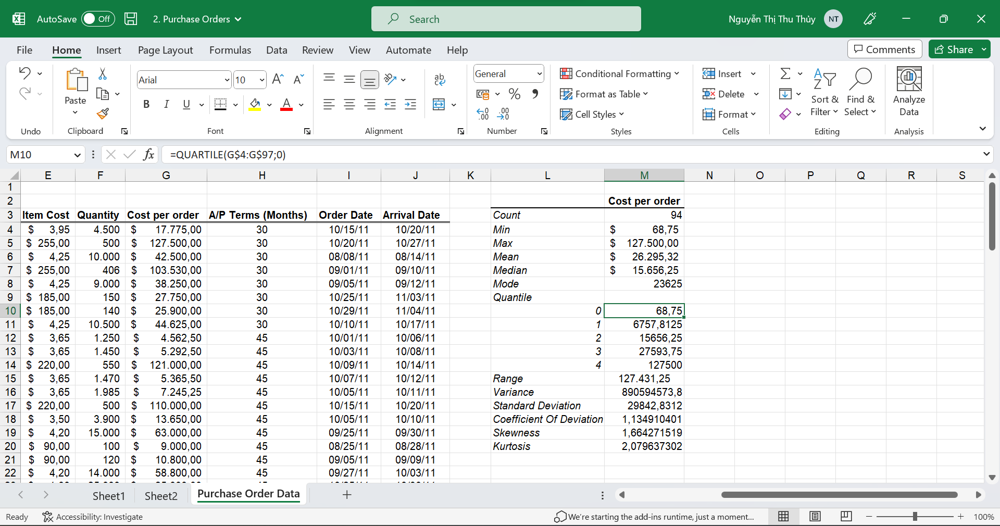 AutoSave Off 2. Purchase Orders Search Nguyễn Thị Thu Thủy NT
File Home Insert Page Layout Formulas Data Review View Automate Help Comments Share
Arial 10 General Conditional Formatting Insert
Paste Format as Table Delete Sort & Filter Find & Select Analyze Data
B I U A Cell Styles Format
Undo Clipboard Font Alignment Number Styles Cells Editing Analysis
M10 fx =QUARTILE(G$4:G$97;0)
E F G H I J K L M N O P Q R S
1
2 Cost per order
3 Item Cost Quantity Cost per order A/P Terms (Months) Order Date Arrival Date Count 94
4 $ 3,95 4.500 $ 17.775,00 30 10/15/11 10/20/11 Min $ 68,75
5 $ 255,00 500 $ 127.500,00 30 10/20/11 10/27/11 Max $ 127.500,00
6 $ 4,25 10.000 $ 42.500,00 30 08/08/11 08/14/11 Mean $ 26.295,32
7 $ 255,00 406 $ 103.530,00 30 09/01/11 09/10/11 Median $ 15.656,25
8 $ 4,25 9.000 $ 38.250,00 30 09/05/11 09/12/11 Mode 23625
9 $ 185,00 150 $ 27.750,00 30 10/25/11 11/03/11 Quantile
10 $ 185,00 140 $ 25.900,00 30 10/29/11 11/04/11 0 68,75
11 $ 4,25 10.500 $ 44.625,00 30 10/10/11 10/17/11 1 6757,8125
12 $ 3,65 1.250 $ 4.562,50 45 10/01/11 10/06/11 2 15656,25
13 $ 3,65 1.450 $ 5.292,50 45 10/03/11 10/08/11 3 27593,75
14 $ 220,00 550 $ 121.000,00 45 10/09/11 10/14/11 4 127500
15 $ 3,65 1.470 $ 5.365,50 45 10/07/11 10/12/11 Range 127.431,25
16 $ 3,65 1.985 $ 7.245,25 45 10/05/11 10/11/11 Variance 890594573,8
17 $ 220,00 500 $ 110.000,00 45 10/15/11 10/20/11 Standard Deviation 29842,8312
18 $ 3,50 3.900 $ 13.650,00 45 10/05/11 10/10/11 Coefficient Of Deviation 1,134910401
19 $ 4,20 15.000 $ 63.000,00 45 09/25/11 09/30/11 Skewness 1,664271519
20 $ 90,00 100 $ 9.000,00 45 08/25/11 08/28/11 Kurtosis 2,079637302
21 $ 90,00 120 $ 10.800,00 45 09/05/11 09/09/11
22 $ 4,20 14.000 $ 58.800,00 45 09/27/11 10/03/11
Sheet1 Sheet2 Purchase Order Data
Ready Accessibility: Investigate We're starting the add-ins runtime, just a moment... 100%